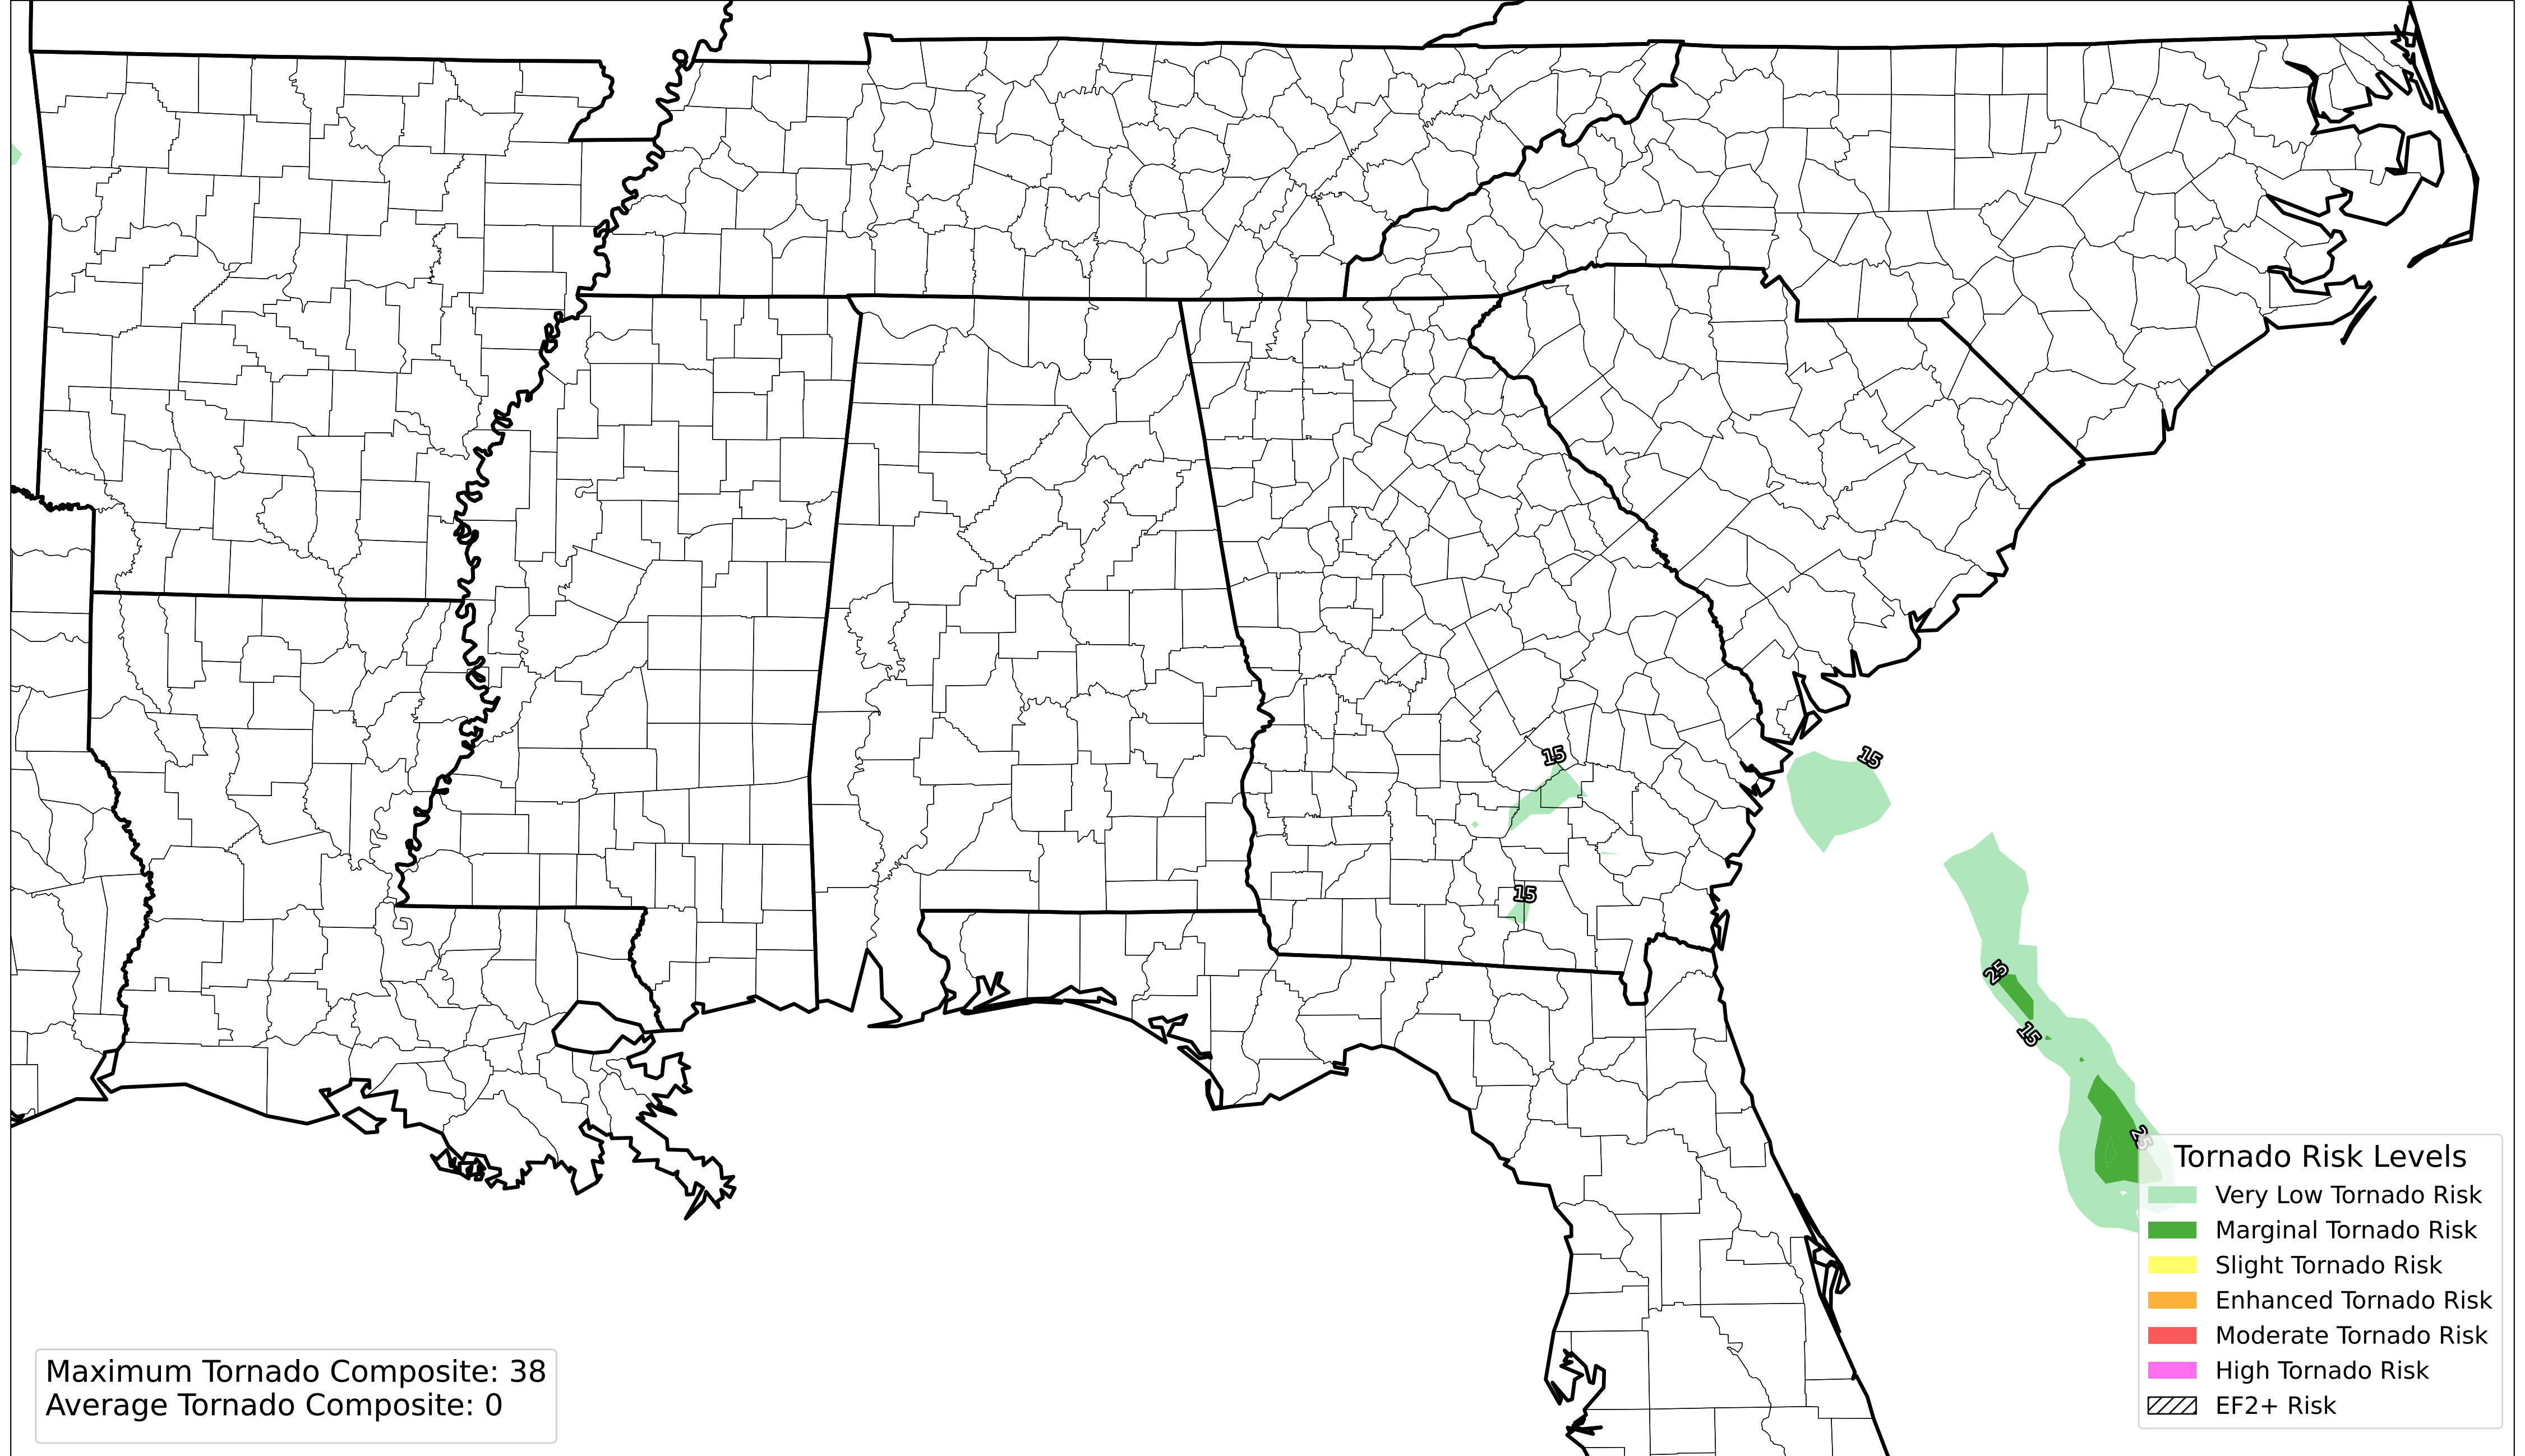 15
15
15
25
15
25
Tornado Risk Levels
Very Low Tornado Risk
Marginal Tornado Risk
Slight Tornado Risk
Enhanced Tornado Risk
Moderate Tornado Risk
High Tornado Risk
EF2+ Risk
Maximum Tornado Composite: 38
Average Tornado Composite: 0